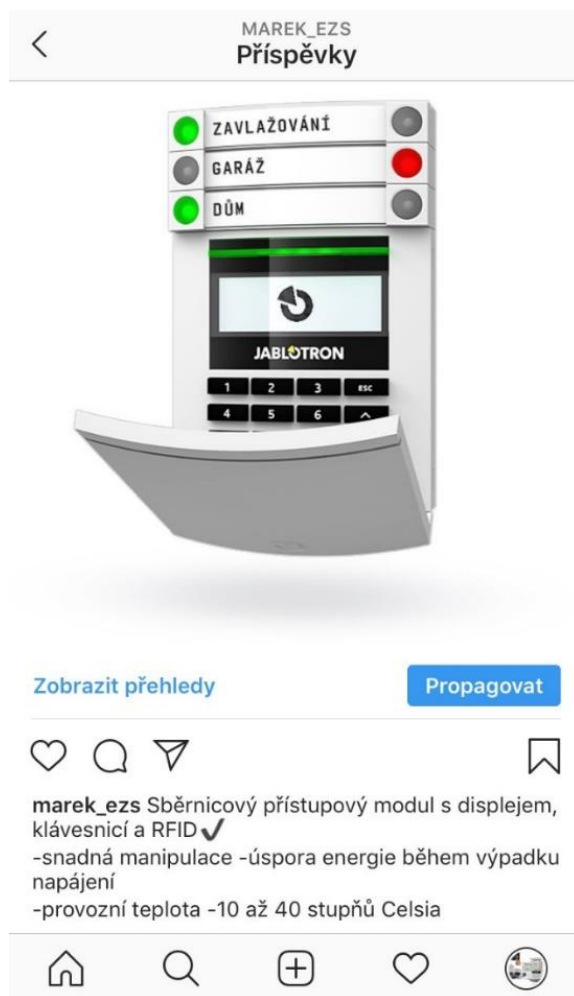 MAREK_EZS
Příspěvky
ZAVLAŽOVÁNÍ
GARÁŽ
DŮM
JABLOTRON
1 2 3 ESC
4 5 6
Zobrazit přehledy
Propagovat
marek_ezs Sběrnicový přístupový modul s displejem,
klávesnicí a RFID✔
-snadná manipulace -úspora energie během výpadku
napájení
-provozní teplota -10 až 40 stupňů Celsia